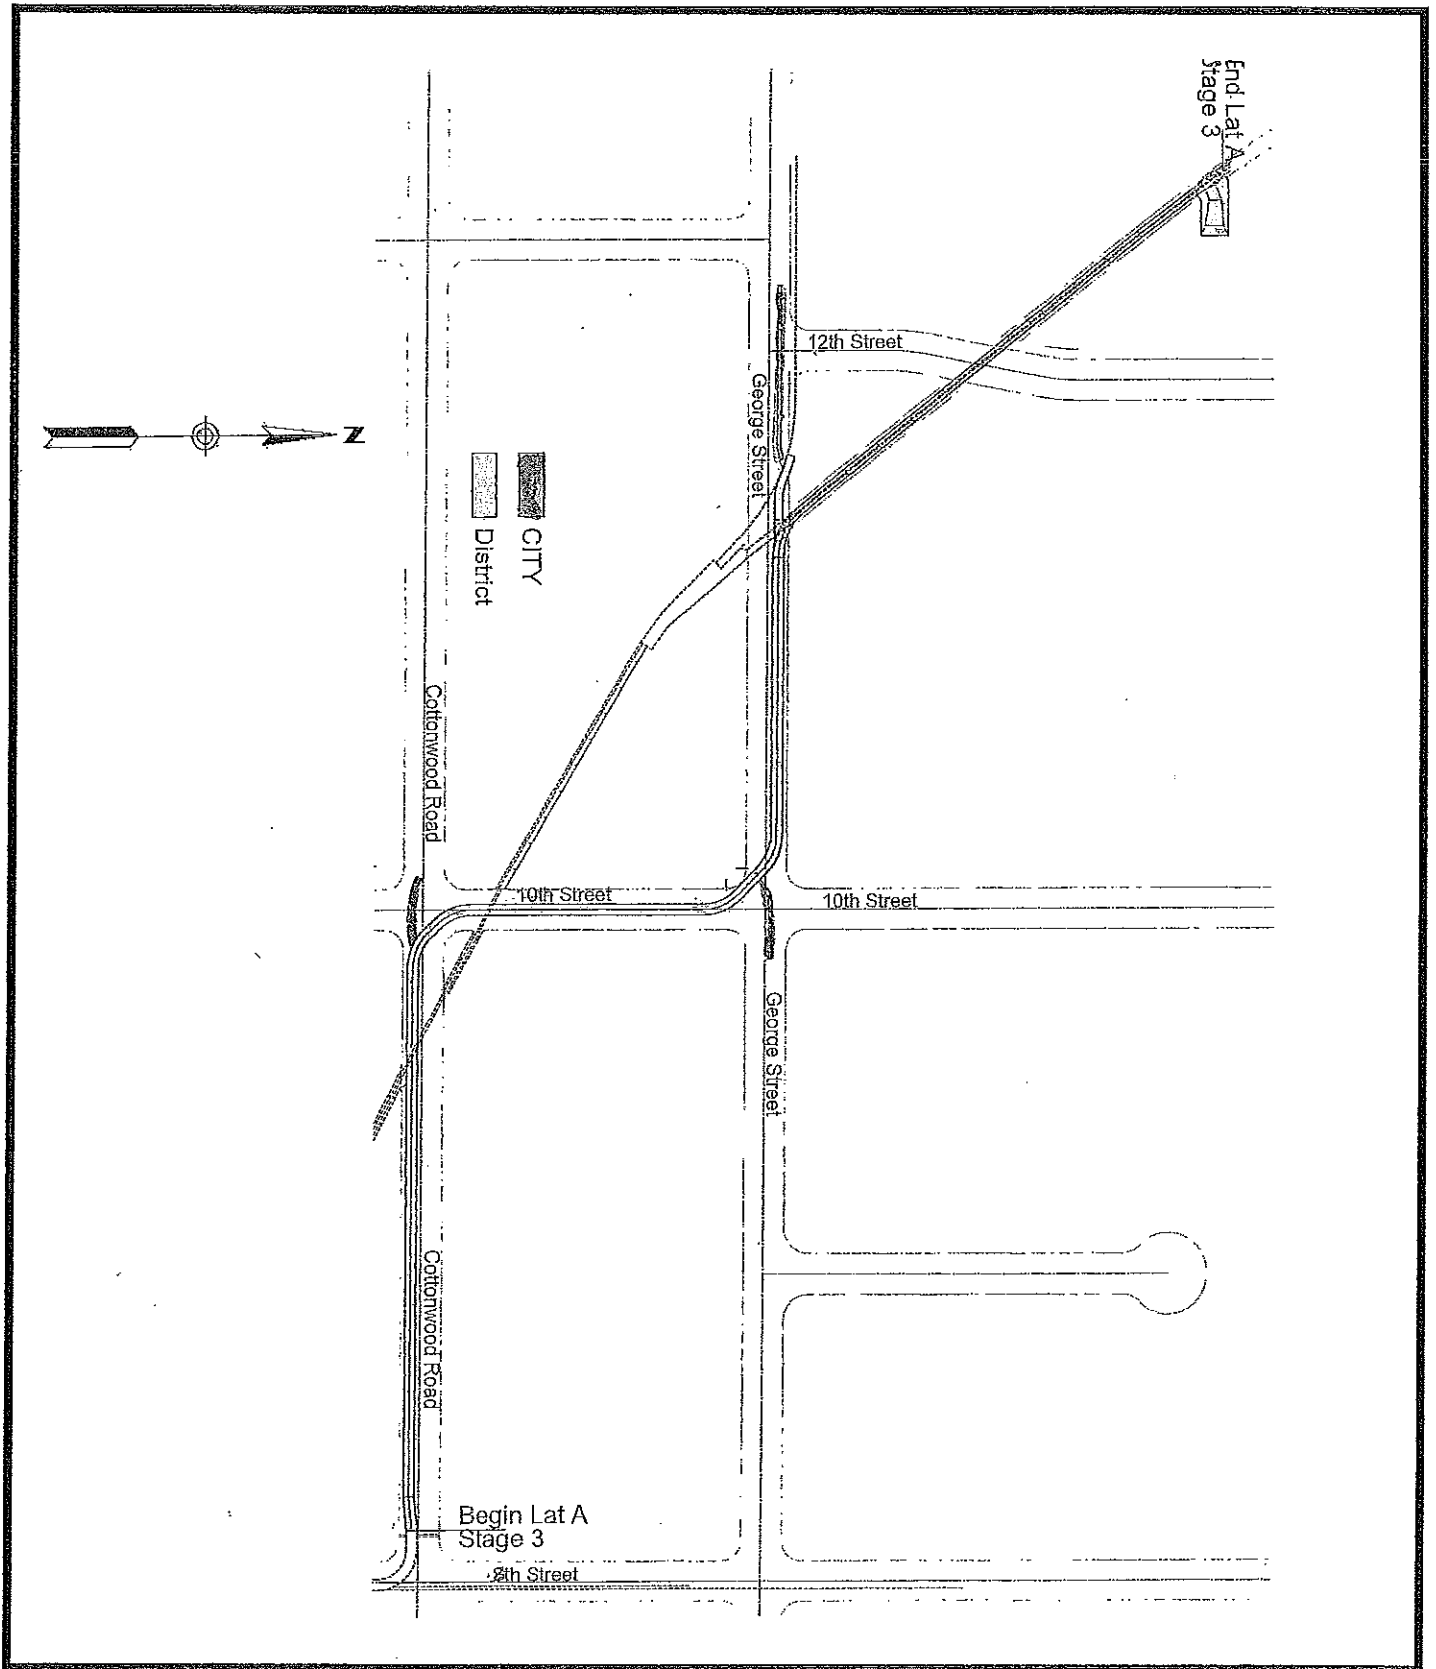 End Lat A
Stage 3
12th Street
George Street
N
CITY
District
Cottonwood Road
10th Street
10th Street
George Street
Cottonwood Road
Begin Lat A
Stage 3
8th Street